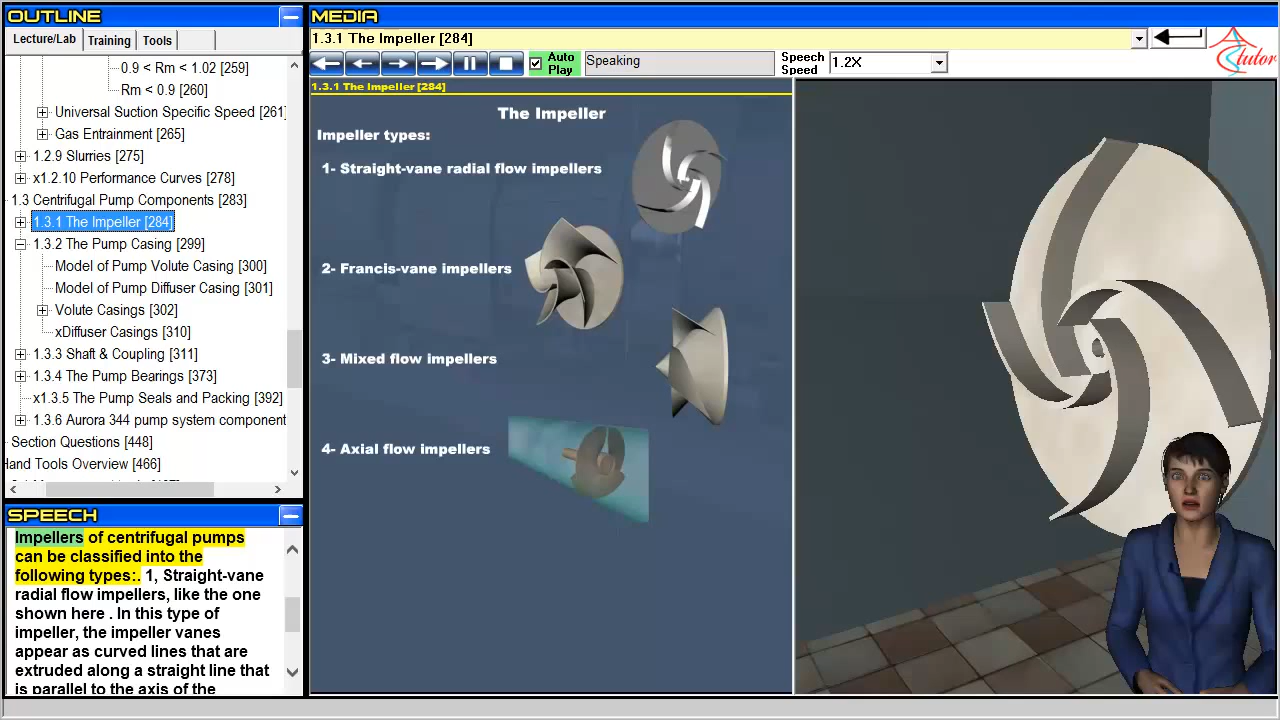 OUTLINE
Lecture/Lab Training Tools
0.9 < Rm < 1.02 [259]
Rm < 0.9 [260]
Universal Suction Specific Speed [261]
Gas Entrainment [265]
1.2.9 Slurries [275]
x1.2.10 Performance Curves [278]
1.3 Centrifugal Pump Components [283]
1.3.1 The Impeller [284]
1.3.2 The Pump Casing [299]
Model of Pump Volute Casing [300]
Model of Pump Diffuser Casing [301]
Volute Casings [302]
xDiffuser Casings [310]
1.3.3 Shaft & Coupling [311]
1.3.4 The Pump Bearings [373]
x1.3.5 The Pump Seals and Packing [392]
1.3.6 Aurora 344 pump system component
Section Questions [448]
Hand Tools Overview [466]
SPEECH
Impellers of centrifugal pumps
can be classified into the
following types:. 1, Straight-vane
radial flow impellers, like the one
shown here . In this type of
impeller, the impeller vanes
appear as curved lines that are
extruded along a straight line that
is parallel to the axis of the
MEDIA
1.3.1 The Impeller [284]
Auto
Play
Speaking
Speech
Speed
1.2X
tutor
1.3.1 The Impeller [284]
The Impeller
Impeller types:
1- Straight-vane radial flow impellers
2- Francis-vane impellers
3- Mixed flow impellers
4- Axial flow impellers